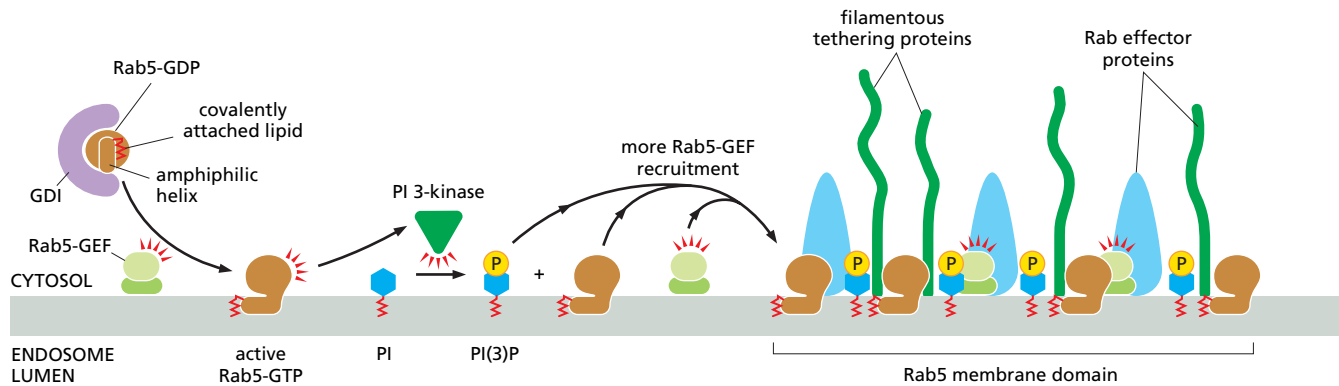 filamentous
tethering proteins
Rab effector
proteins
Rab5-GDP
covalently
attached lipid
amphiphilic
helix
GDI
more Rab5-GEF
recruitment
PI 3-kinase
Rab5-GEF
CYTOSOL
P
+
P
P
P
P
ENDOSOME
LUMEN
active
Rab5-GTP
PI
PI(3)P
Rab5 membrane domain